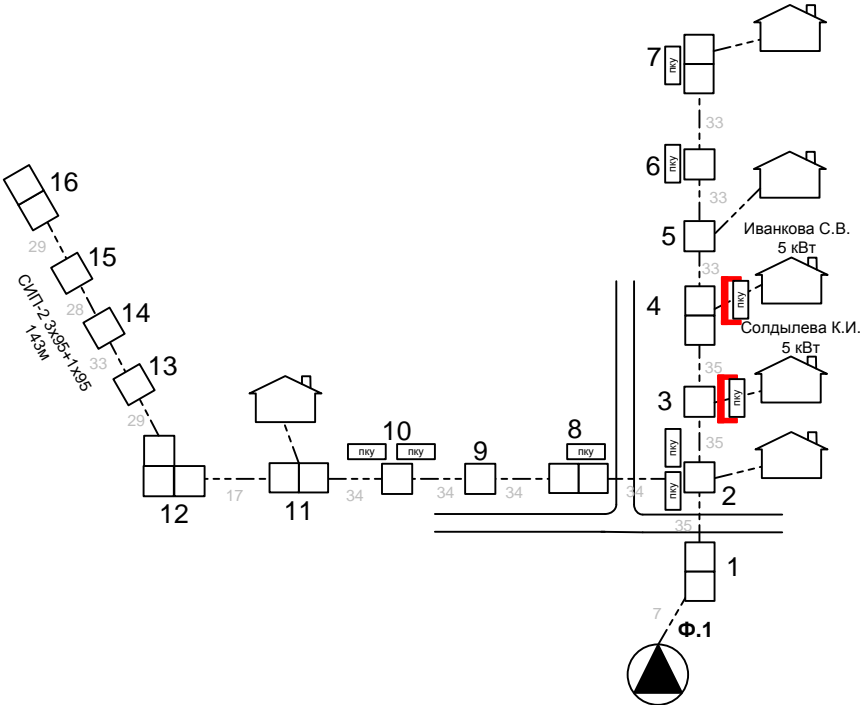 7
пку
33
6
пку
33
16
5
Иванкова С.В.
5 кВт
29
15
33
СИП-2 3х95+1х95
143м
28
14
4
пку
Солдылева К.И.
5 кВт
33
13
35
3
пку
29
10
8
35
пку
пку
9
пку
пку
пку
12
17
11
34
34
34
34
2
35
1
7
Ф.1